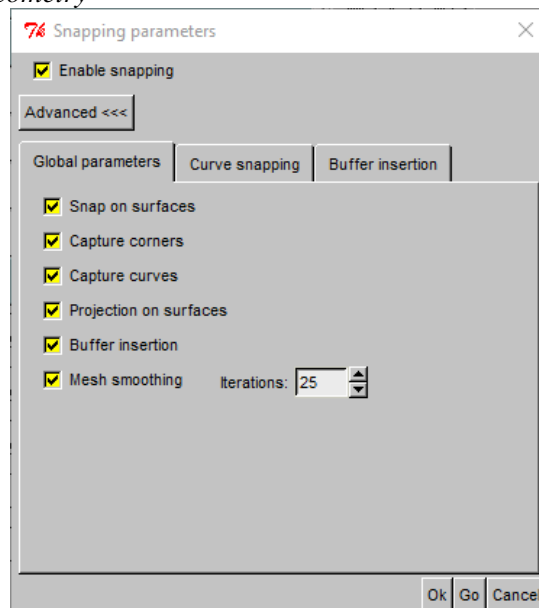 Snapping parameters
Enable snapping
Advanced <<<
Global parameters Curve snapping Buffer insertion
Snap on surfaces
Capture corners
Capture curves
Projection on surfaces
Buffer insertion
Mesh smoothing Iterations: 25
Ok Go Cancel